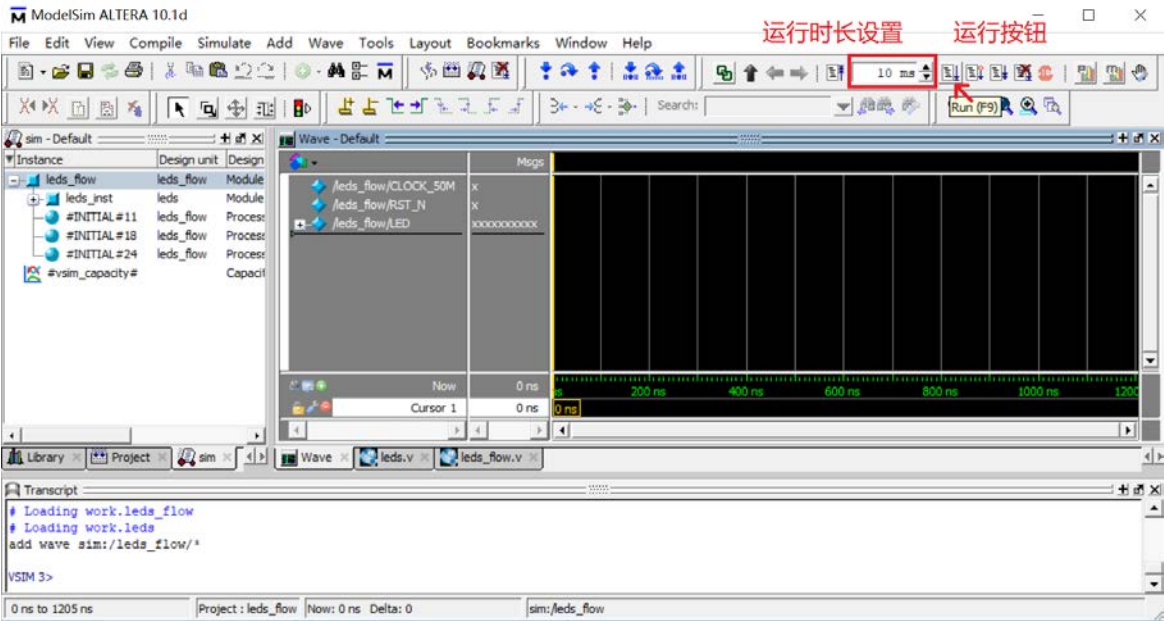 ModelSim ALTERA 10.1d
File Edit View Compile Simulate Add Wave Tools Layout Bookmarks Window Help
运行时长设置 运行按钮
10 ms
Search:
Run (F9)
sim - Default
Instance Design unit Design
leds_flow leds_flow Module
leds_inst leds Module
#INITIAL#11 leds_flow Process
#INITIAL#18 leds_flow Process
#INITIAL#24 leds_flow Process
#vsim_capacity# Capacit
Wave - Default
Msgs
/leds_flow/CLOCK_50M x
/leds_flow/RST_N x
/leds_flow/LED xxxxxxxxxx
Now 0 ns
Cursor 1 0 ns
ns 200 ns 400 ns 600 ns 800 ns 1000 ns 1200
0 ns
Library Project sim
Wave leds.v leds_flow.v
Transcript
# Loading work.leds_flow
# Loading work.leds
add wave sim:/leds_flow/*
VSIM 3>
0 ns to 1205 ns Project : leds_flow Now: 0 ns Delta: 0 sim:/leds_flow